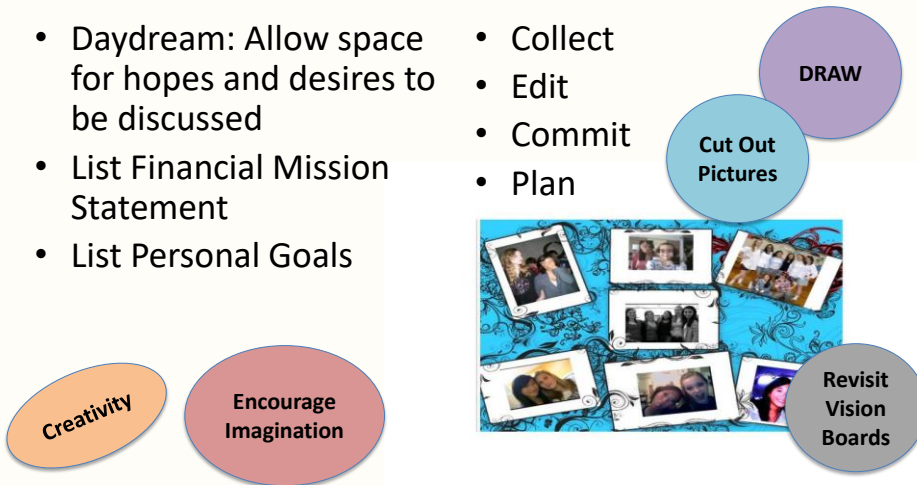 • Daydream: Allow space
for hopes and desires to
be discussed
• List Financial Mission
Statement
• List Personal Goals
• Collect
• Edit
• Commit
• Plan
DRAW
Cut Out
Pictures
Creativity
Encourage
Imagination
Revisit
Vision
Boards